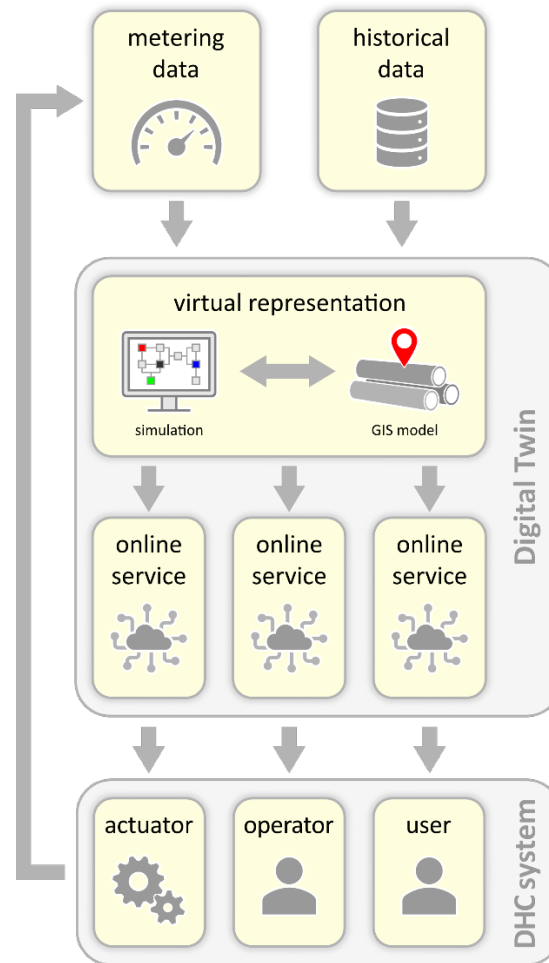 metering
data
historical
data
virtual representation
simulation
GIS model
Digital Twin
online
service
online
service
online
service
actuator
operator
user
DHC system